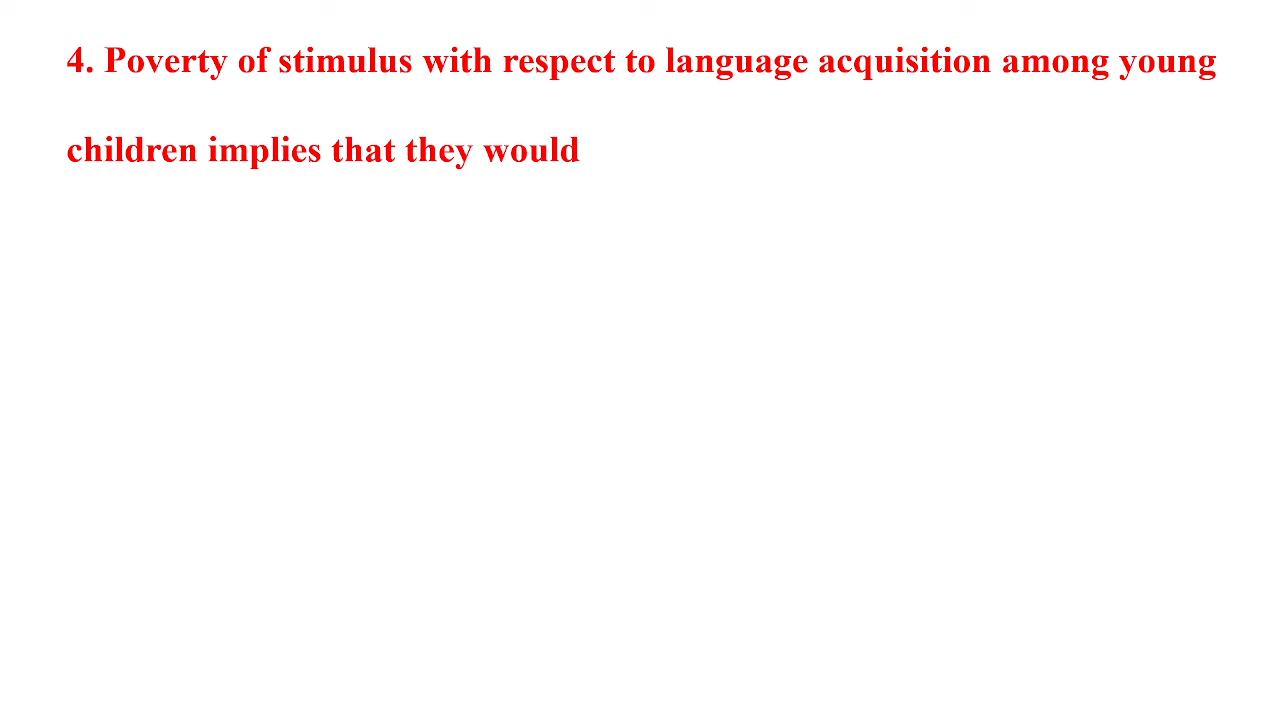 4. Poverty of stimulus with respect to language acquisition among young
children implies that they would